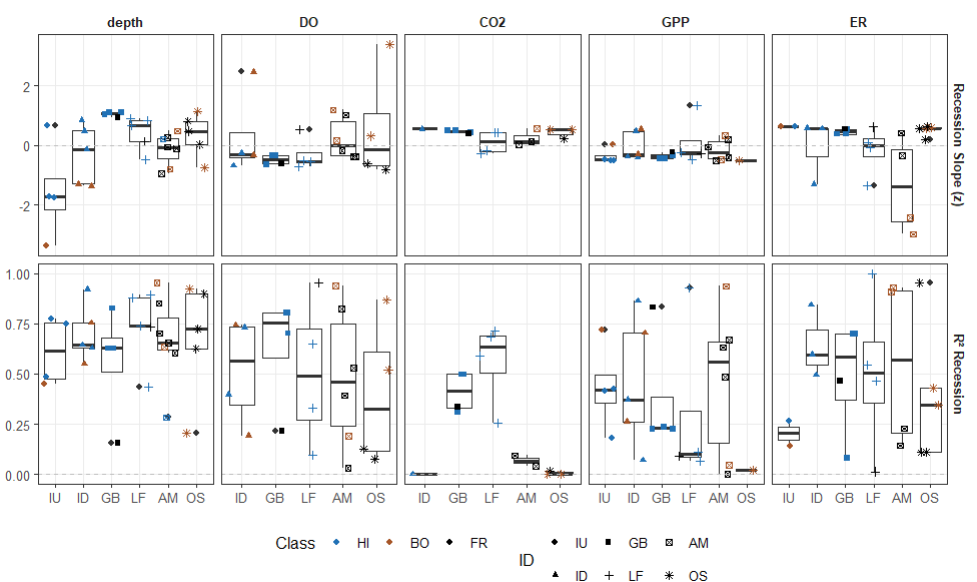 depth DO CO2 GPP ER
2
0
-2
Recession
Slope (z)
1.00
0.75
0.50
0.25
0.00
R² Recession
IU ID GB LF AM OS ID GB LF AM OS ID GB LF AM OS IU ID GB LF AM OS IU ID GB LF AM OS
Class HI BO FR
ID
IU GB AM
ID LF OS